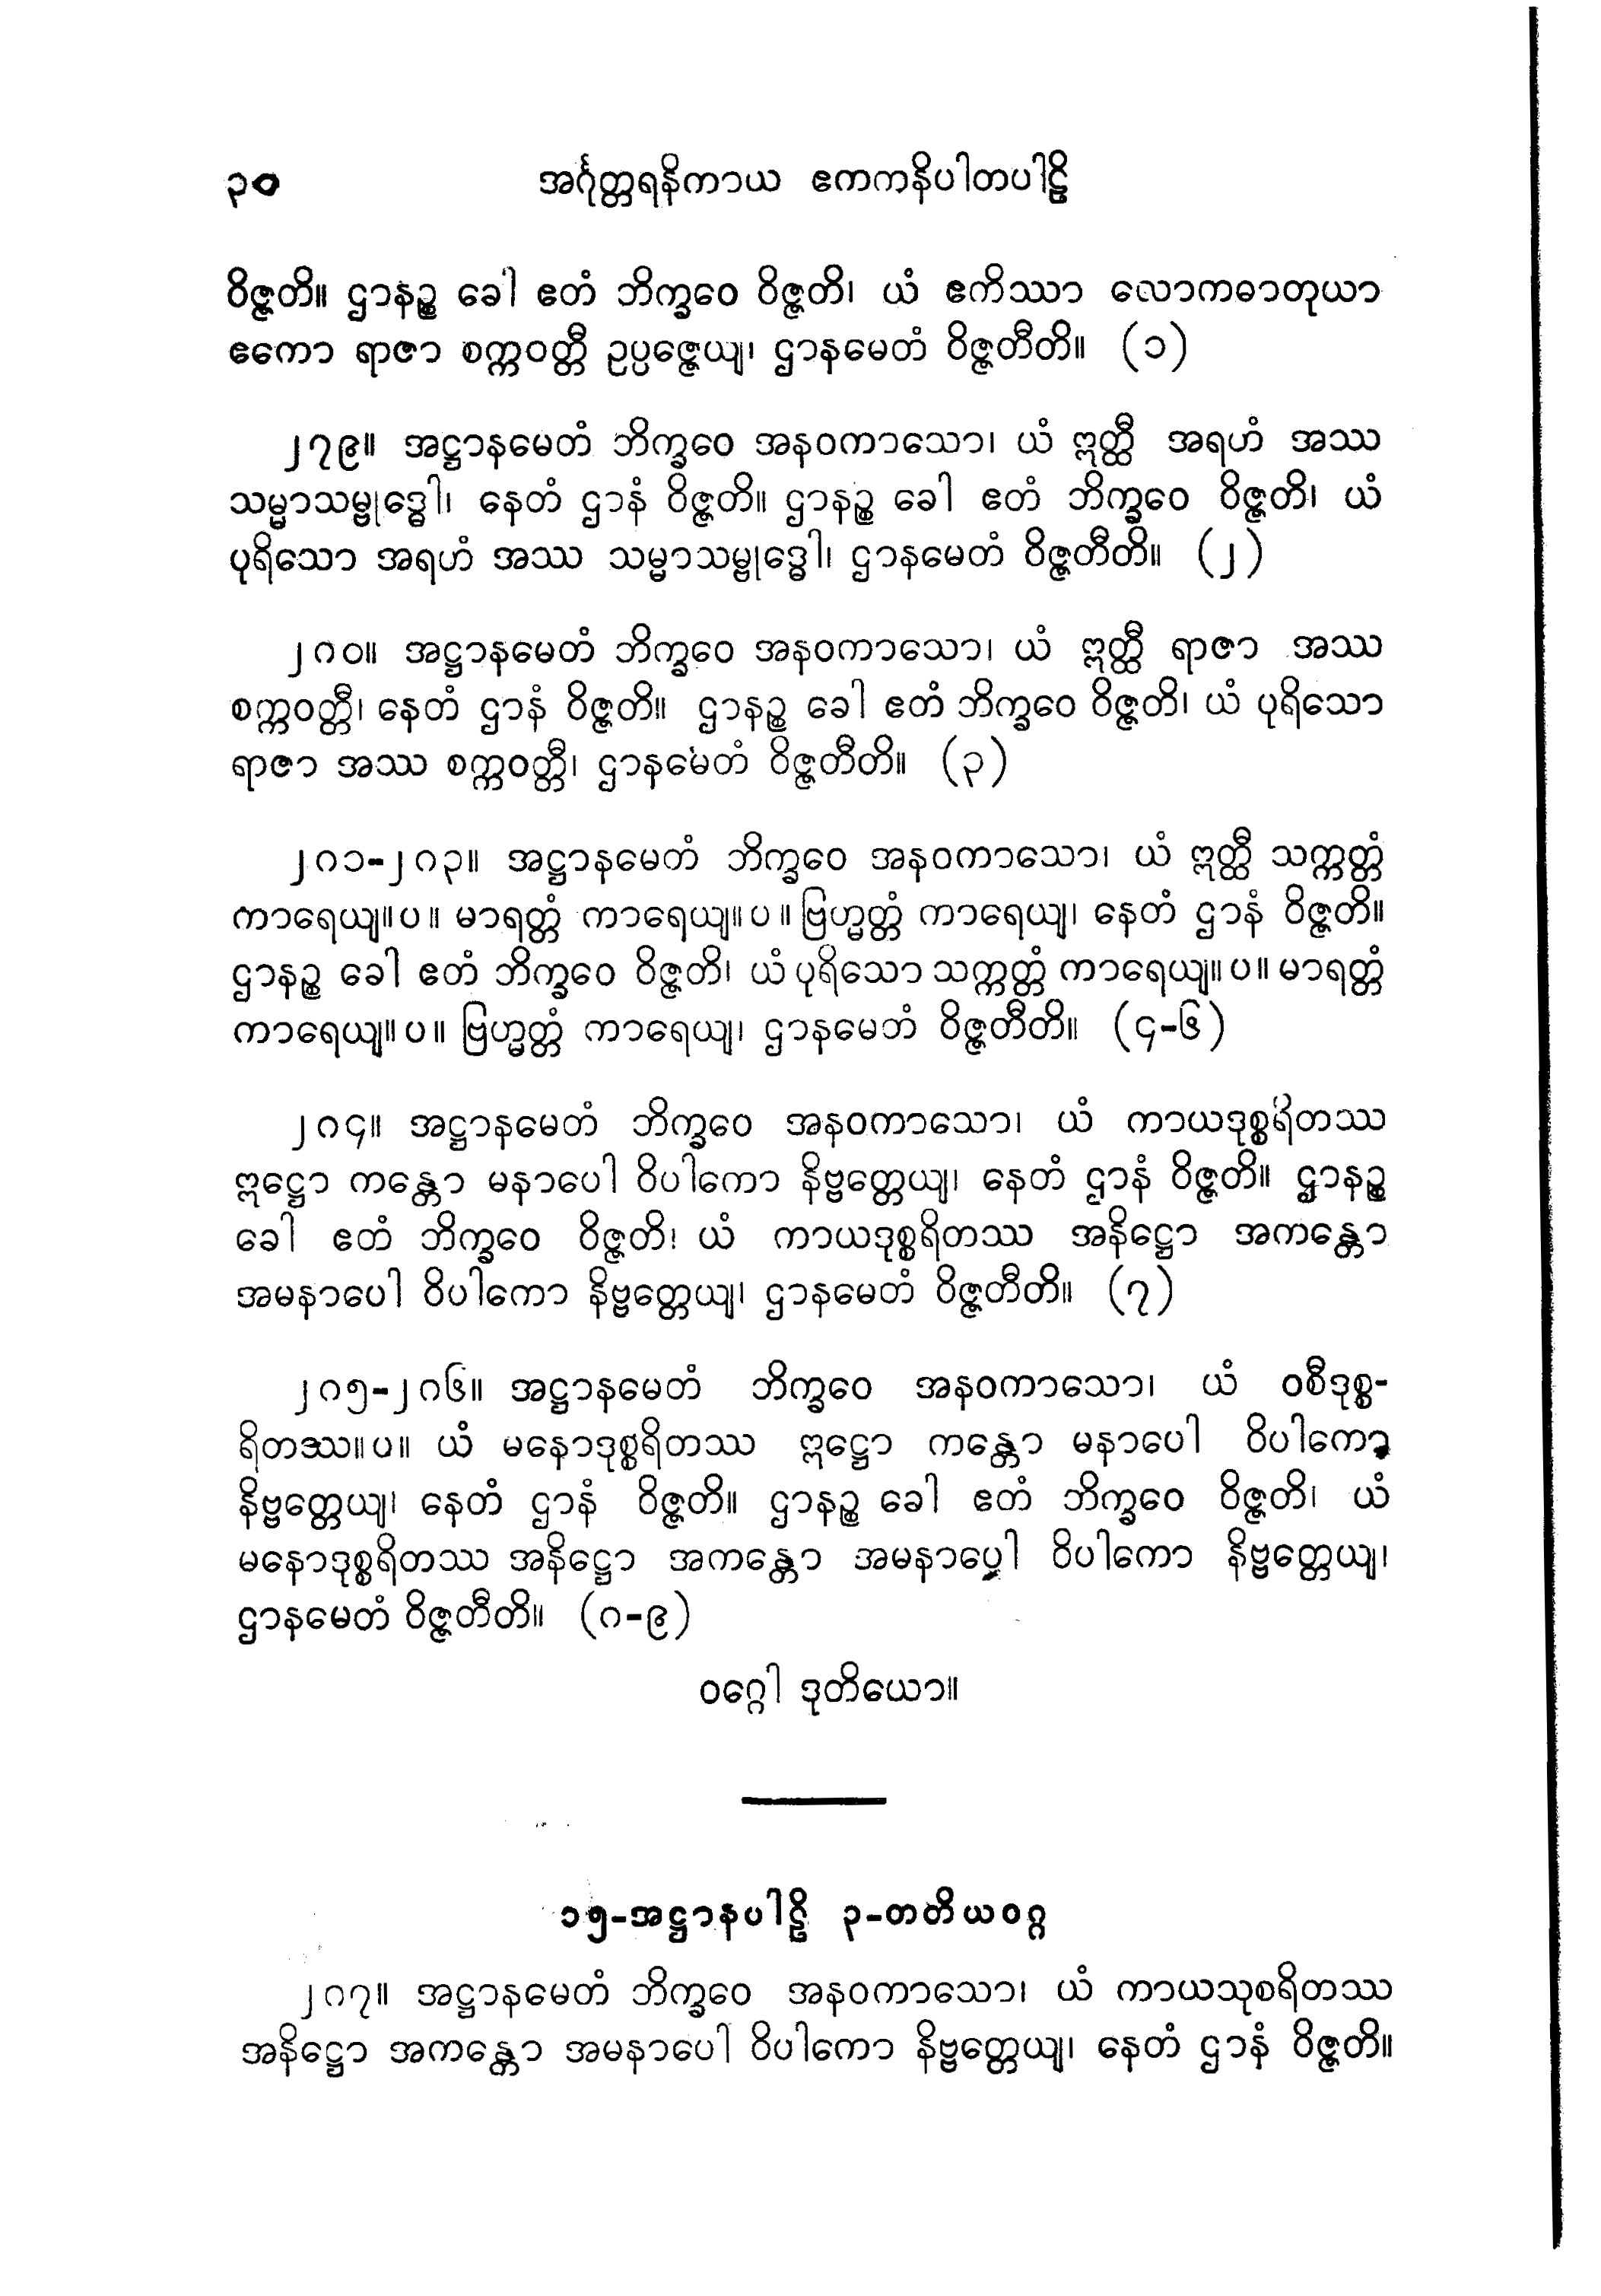 ၃၀ အင်္ဂုတ္တရနိကာယ ဧကကနိပါတပါဠိ
ဝိဇ္ဇတိ။ ဌာနဉ္စ ခေါ ဧတံ ဘိက္ခဝေ ဝိဇ္ဇတိ၊ ယံ ဧကိဿာ လောကဓာတုယာ
ဧကော ရာဇာ စက္ကဝတ္တီ ဥပ္ပဇ္ဇေယျ၊ ဌာနမေတံ ဝိဇ္ဇတီတိ။ (၁)
၂၇၉။ အဋ္ဌာနမေတံ ဘိက္ခဝေ အနဝကာသော၊ ယံ ဣတ္ထီ အရဟံ အဿ
သမ္မာသမ္ဗုဒ္ဓေါ၊ နေတံ ဌာနံ ဝိဇ္ဇတိ။ ဌာနဉ္စ ခေါ ဧတံ ဘိက္ခဝေ ဝိဇ္ဇတိ၊ ယံ
ပုရိသော အရဟံ အဿ သမ္မာသမ္ဗုဒ္ဓေါ၊ ဌာနမေတံ ဝိဇ္ဇတီတိ။ (၂)
၂၈၀။ အဋ္ဌာနမေတံ ဘိက္ခဝေ အနဝကာသော၊ ယံ ဣတ္ထီ ရာဇာ အဿ
စက္ကဝတ္တီ၊ နေတံ ဌာနံ ဝိဇ္ဇတိ။ ဌာနဉ္စ ခေါ ဧတံ ဘိက္ခဝေ ဝိဇ္ဇတိ၊ ယံ ပုရိသော
ရာဇာ အဿ စက္ကဝတ္တီ၊ ဌာနမေတံ ဝိဇ္ဇတီတိ။ (၃)
၂၈၁-၂၈၃။ အဋ္ဌာနမေတံ ဘိက္ခဝေ အနဝကာသော၊ ယံ ဣတ္ထီ သက္ကတ္တံ
ကာရေယျ။ပ။ မာရတ္တံ ကာရေယျ။ပ။ ဗြဟ္မတ္တံ ကာရေယျ၊ နေတံ ဌာနံ ဝိဇ္ဇတိ။
ဌာနဉ္စ ခေါ ဧတံ ဘိက္ခဝေ ဝိဇ္ဇတိ၊ ယံ ပုရိသော သက္ကတ္တံ ကာရေယျ။ပ။ မာရတ္တံ
ကာရေယျ။ပ။ ဗြဟ္မတ္တံ ကာရေယျ၊ ဌာနမေတံ ဝိဇ္ဇတီတိ။ (၄-၆)
၂၈၄။ အဋ္ဌာနမေတံ ဘိက္ခဝေ အနဝကာသော၊ ယံ ကာယဒုစ္စရိတဿ
ဣဋ္ဌော ကန္တော မနာပေါ ဝိပါကော နိဗ္ဗတ္တေယျ၊ နေတံ ဌာနံ ဝိဇ္ဇတိ။ ဌာနဉ္စ
ခေါ ဧတံ ဘိက္ခဝေ ဝိဇ္ဇတိ၊ ယံ ကာယဒုစ္စရိတဿ အနိဋ္ဌော အကန္တော
အမနာပေါ ဝိပါကော နိဗ္ဗတ္တေယျ၊ ဌာနမေတံ ဝိဇ္ဇတီတိ။ (၇)
၂၈၅-၂၈၆။ အဋ္ဌာနမေတံ ဘိက္ခဝေ အနဝကာသော၊ ယံ ဝစီဒုစ္စ-
ရိတဿ။ပ။ ယံ မနောဒုစ္စရိတဿ ဣဋ္ဌော ကန္တော မနာပေါ ဝိပါကော
နိဗ္ဗတ္တေယျ၊ နေတံ ဌာနံ ဝိဇ္ဇတိ။ ဌာနဉ္စ ခေါ ဧတံ ဘိက္ခဝေ ဝိဇ္ဇတိ၊ ယံ
မနောဒုစ္စရိတဿ အနိဋ္ဌော အကန္တော အမနာပေါ ဝိပါကော နိဗ္ဗတ္တေယျ၊
ဌာနမေတံ ဝိဇ္ဇတီတိ။ (၈-၉)
ဝဂ္ဂေါ ဒုတိယော။
၁၅-အဋ္ဌာနပါဠိ ၃-တတိယဝဂ္ဂ
၂၈၇။ အဋ္ဌာနမေတံ ဘိက္ခဝေ အနဝကာသော၊ ယံ ကာယသုစရိတဿ
အနိဋ္ဌော အကန္တော အမနာပေါ ဝိပါကော နိဗ္ဗတ္တေယျ၊ နေတံ ဌာနံ ဝိဇ္ဇတိ။